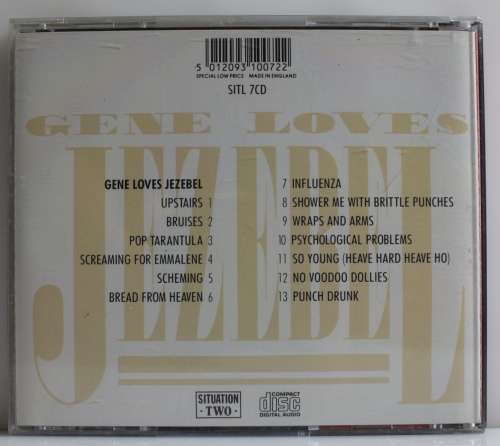 5 012093 100722
SPECIAL LOW PRICE MADE IN ENGLAND
SITL 7CD
GENE LOVES
JEZEBEL
GENE LOVES JEZEBEL
UPSTAIRS 1
BRUISES 2
POP TARANTULA 3
SCREAMING FOR EMMALENE 4
SCHEMING 5
BREAD FROM HEAVEN 6
7 INFLUENZA
8 SHOWER ME WITH BRITTLE PUNCHES
9 WRAPS AND ARMS
10 PSYCHOLOGICAL PROBLEMS
11 SO YOUNG (HEAVE HARD HEAVE HO)
12 NO VOODOO DOLLIES
13 PUNCH DRUNK
SITUATION
TWO
COMPACT
disc
DIGITAL AUDIO